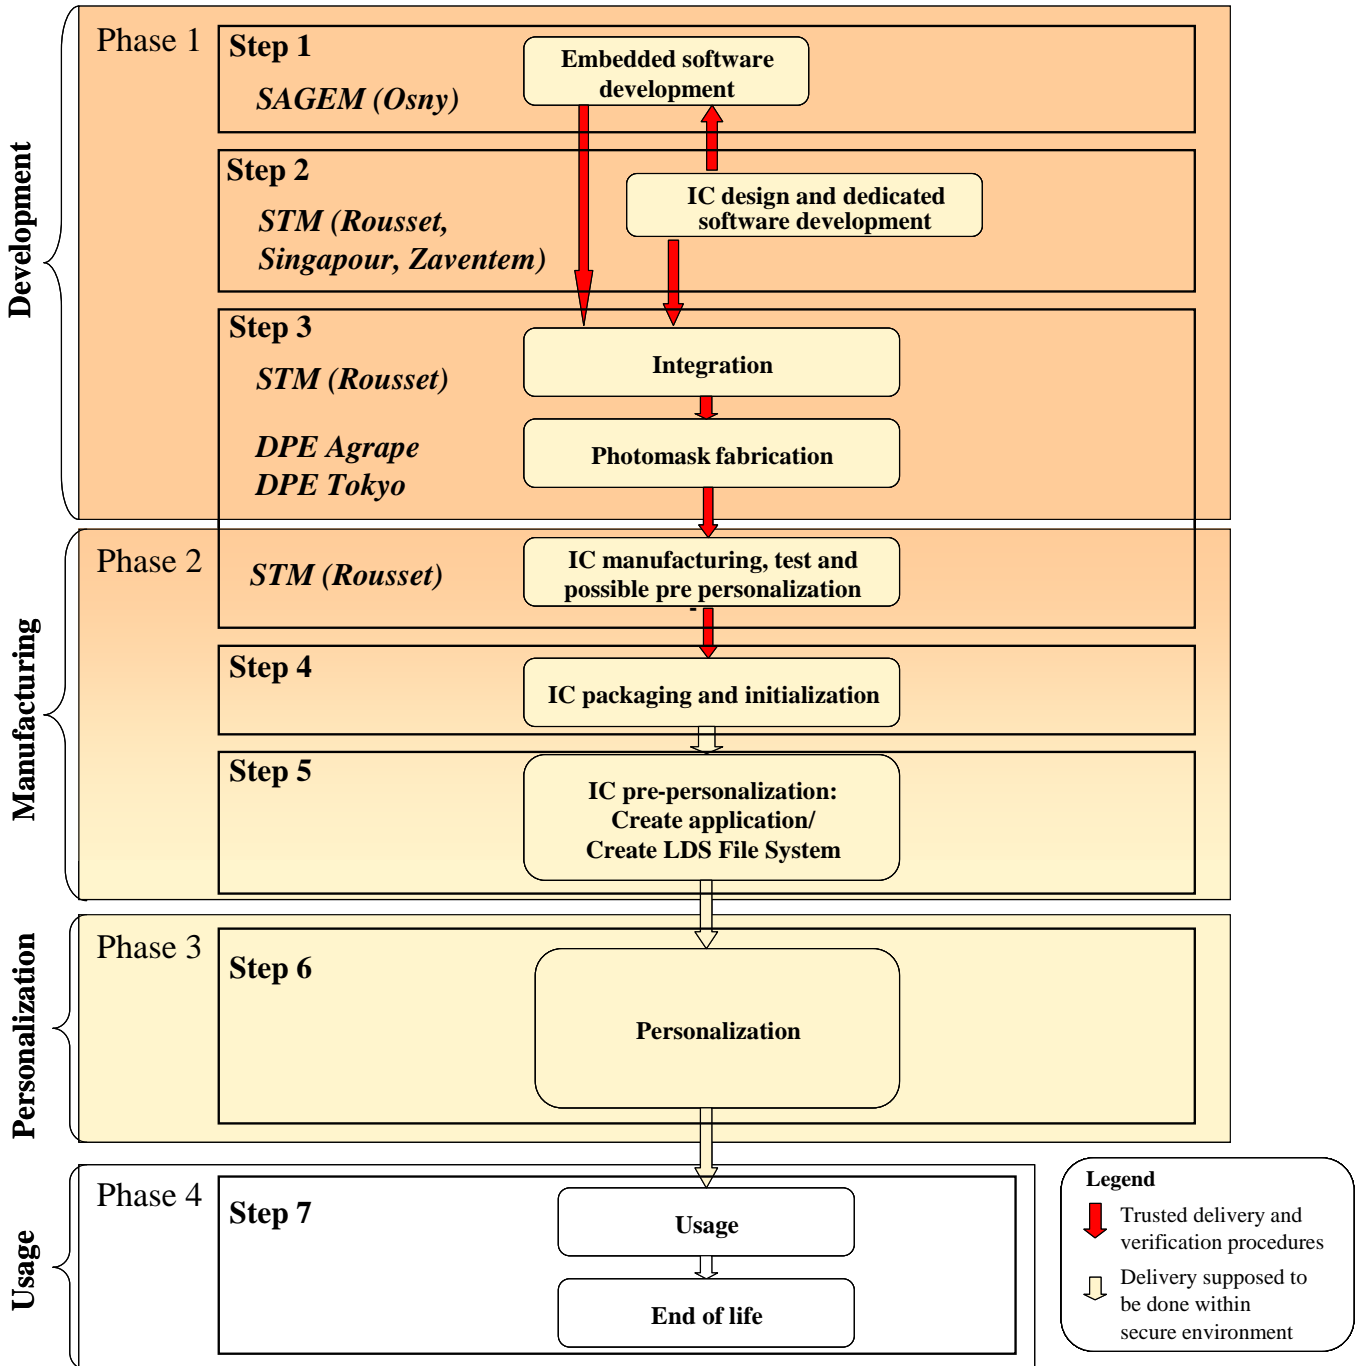 Development
Phase 1
Step 1
SAGEM (Osny)
Embedded software
development
Step 2
STM (Rousset,
Singapour, Zaventem)
IC design and dedicated
software development
Step 3
STM (Rousset)
Integration
DPE Agrape
DPE Tokyo
Photomask fabrication
Manufacturing
Phase 2
STM (Rousset)
IC manufacturing, test and
possible pre personalization
Step 4
IC packaging and initialization
Step 5
IC pre-personalization:
Create application/
Create LDS File System
Personalization
Phase 3
Step 6
Personalization
Usage
Phase 4
Step 7
Usage
End of life
Legend
Trusted delivery and
verification procedures
Delivery supposed to
be done within
secure environment